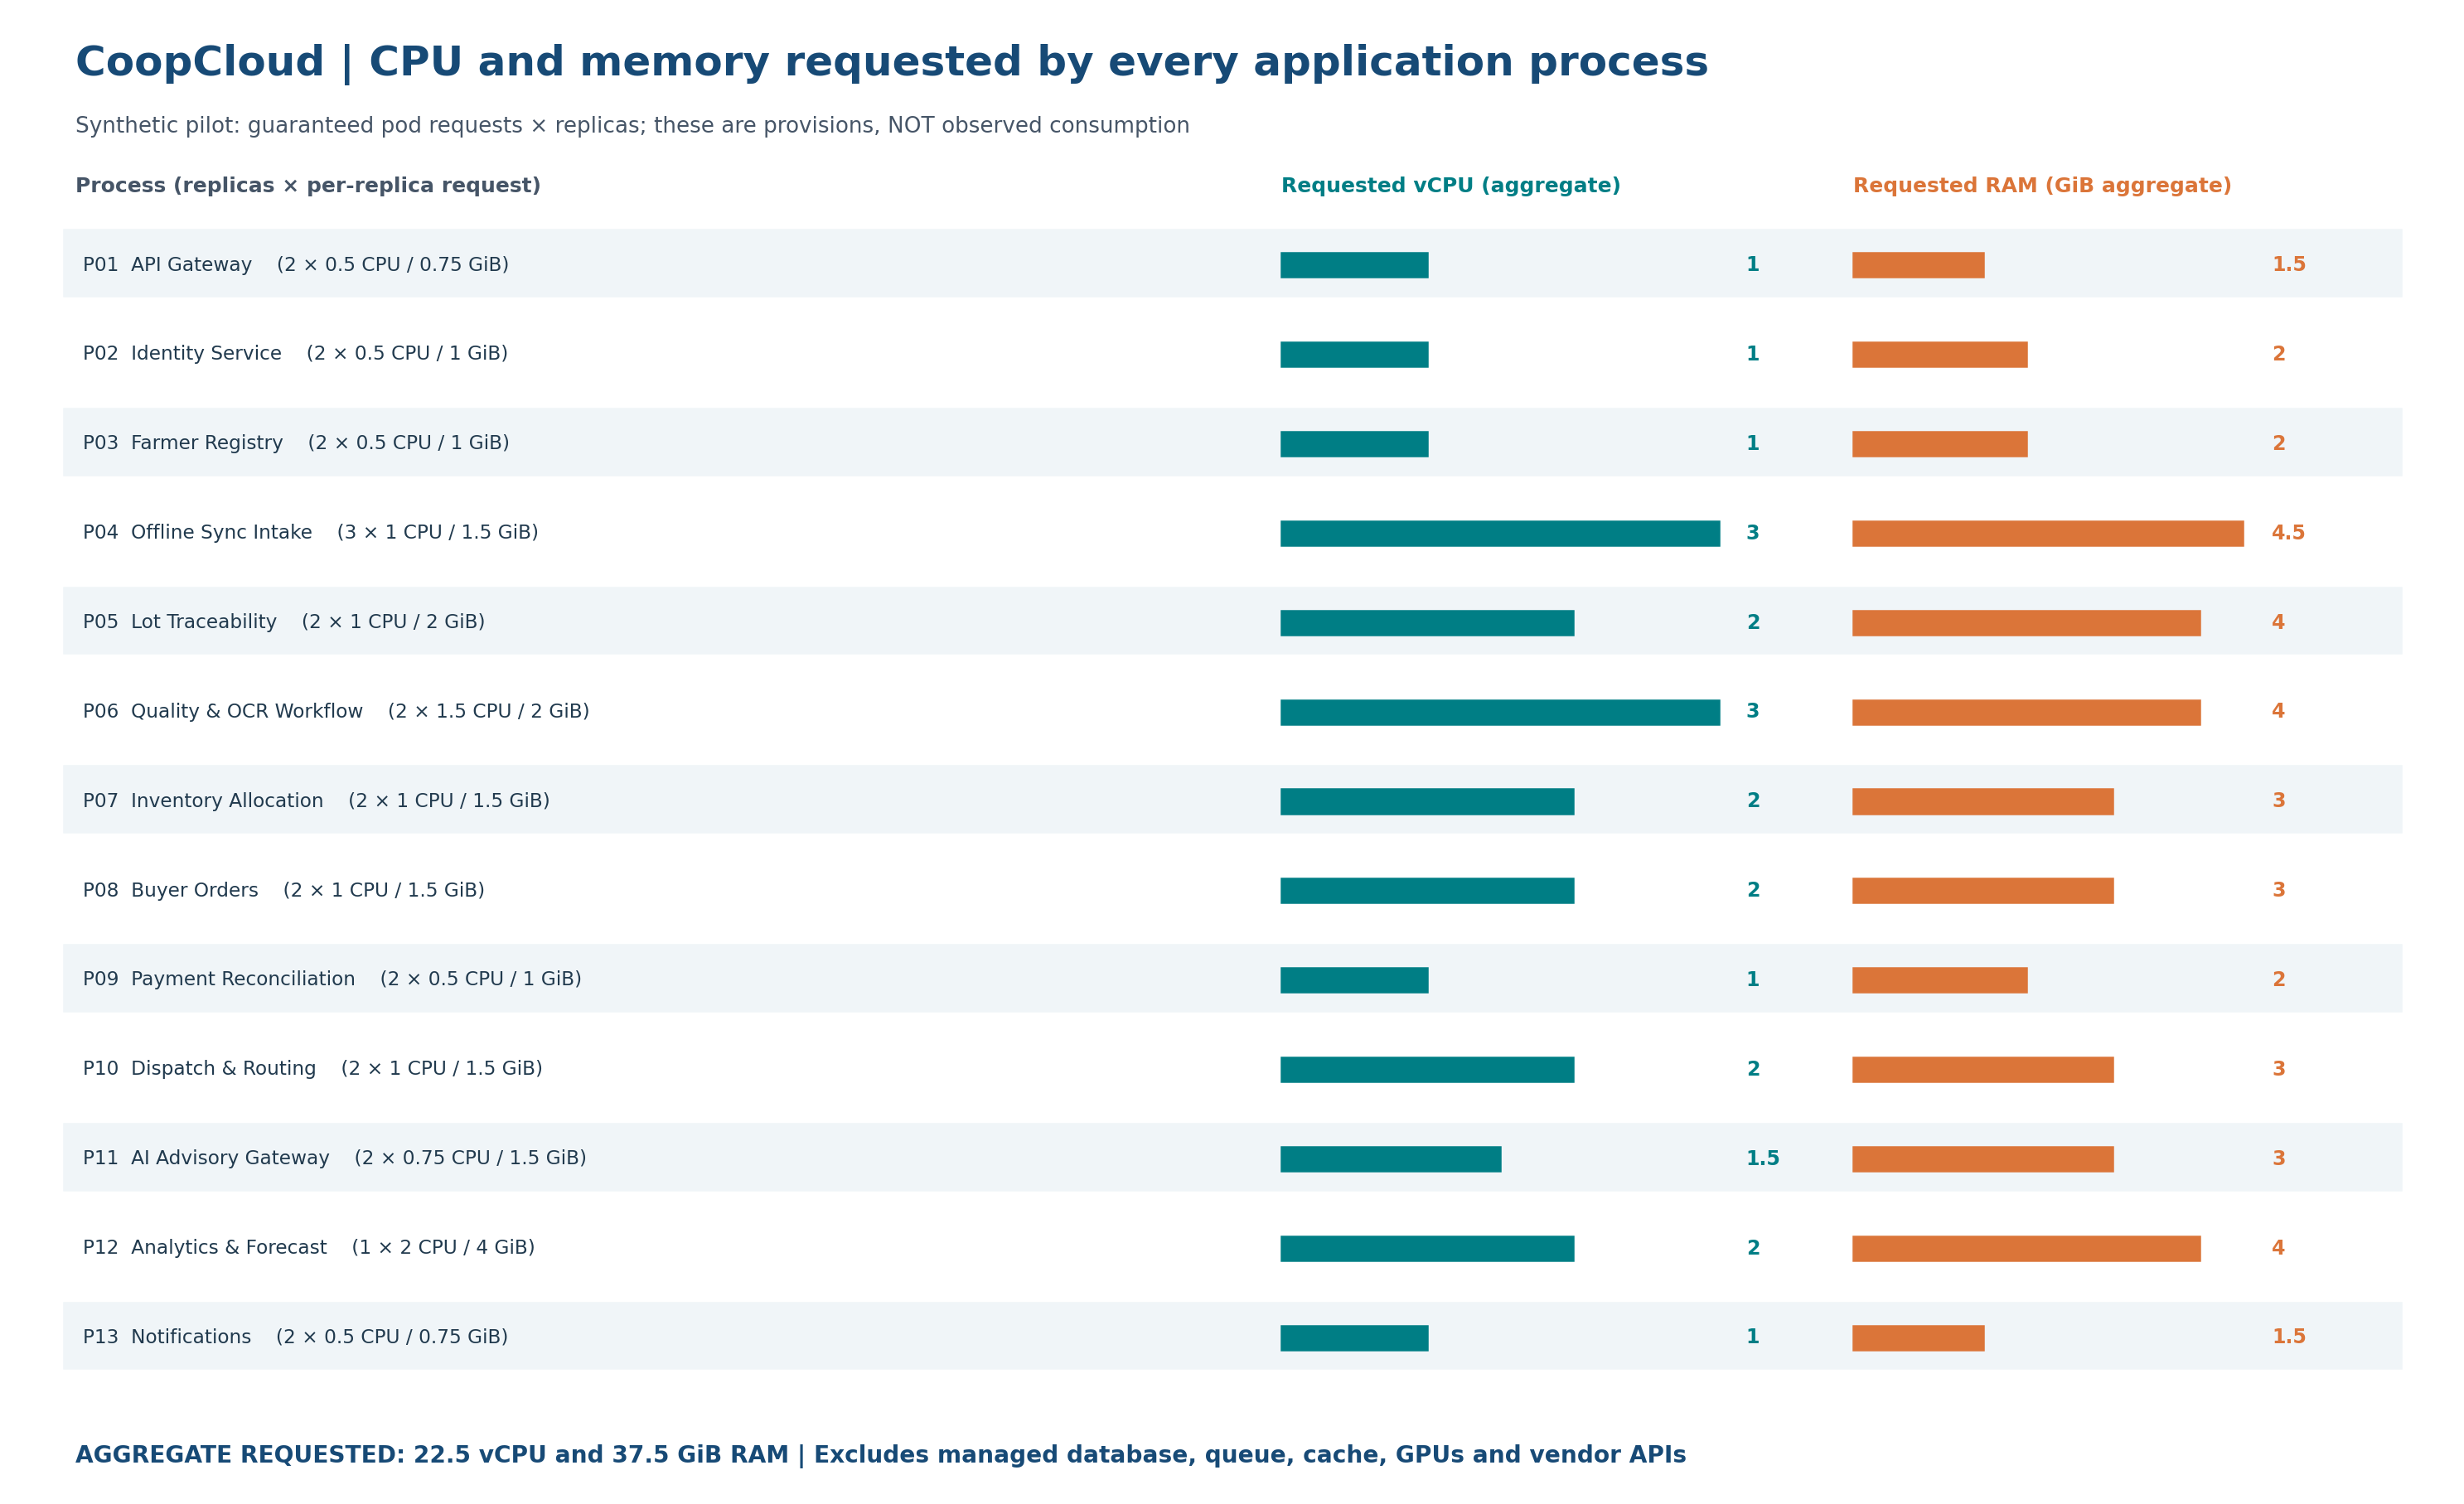 CoopCloud | CPU and memory requested by every application process
Synthetic pilot: guaranteed pod requests × replicas; these are provisions, NOT observed consumption
Process (replicas × per-replica request) Requested vCPU (aggregate) Requested RAM (GiB aggregate)
P01 API Gateway (2 × 0.5 CPU / 0.75 GiB) 1 1.5
P02 Identity Service (2 × 0.5 CPU / 1 GiB) 1 2
P03 Farmer Registry (2 × 0.5 CPU / 1 GiB) 1 2
P04 Offline Sync Intake (3 × 1 CPU / 1.5 GiB) 3 4.5
P05 Lot Traceability (2 × 1 CPU / 2 GiB) 2 4
P06 Quality & OCR Workflow (2 × 1.5 CPU / 2 GiB) 3 4
P07 Inventory Allocation (2 × 1 CPU / 1.5 GiB) 2 3
P08 Buyer Orders (2 × 1 CPU / 1.5 GiB) 2 3
P09 Payment Reconciliation (2 × 0.5 CPU / 1 GiB) 1 2
P10 Dispatch & Routing (2 × 1 CPU / 1.5 GiB) 2 3
P11 AI Advisory Gateway (2 × 0.75 CPU / 1.5 GiB) 1.5 3
P12 Analytics & Forecast (1 × 2 CPU / 4 GiB) 2 4
P13 Notifications (2 × 0.5 CPU / 0.75 GiB) 1 1.5
AGGREGATE REQUESTED: 22.5 vCPU and 37.5 GiB RAM | Excludes managed database, queue, cache, GPUs and vendor APIs